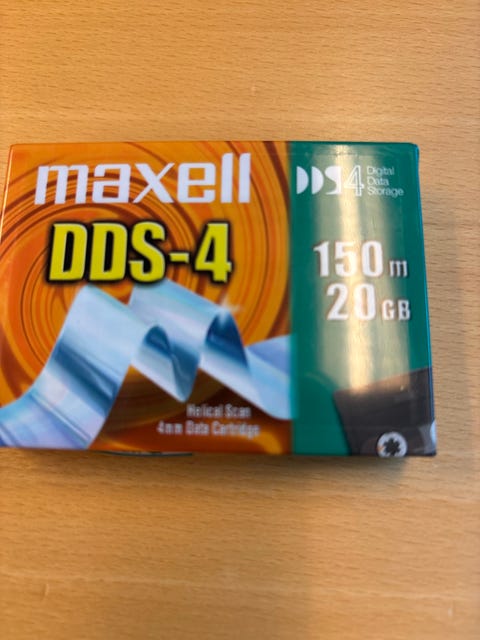 maxell
DDS-4
Helical Scan
4mm Data Cartridge
DDS4
Digital
Data
Storage
150m
20GB